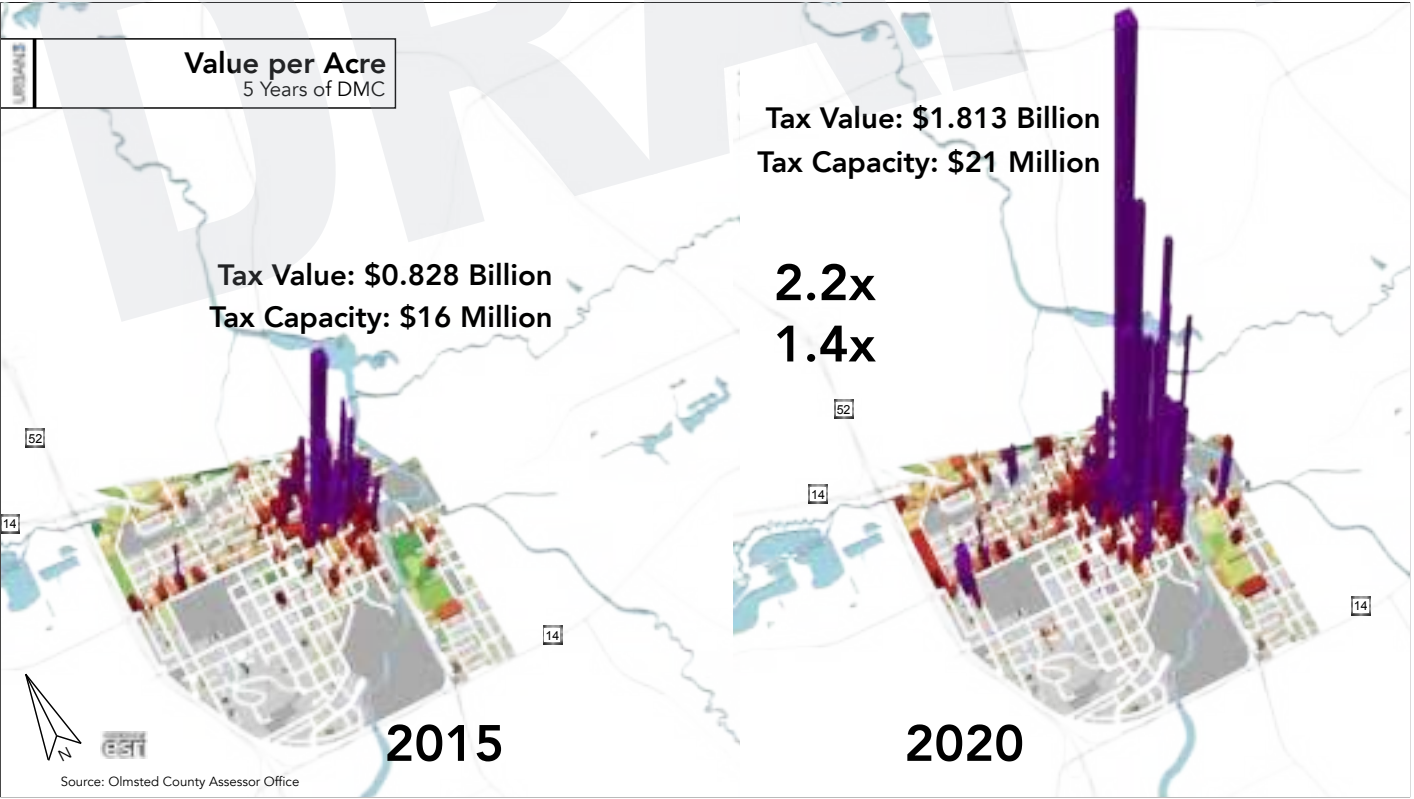 DRAF
URBAN3
Value per Acre
5 Years of DMC
Tax Value: $0.828 Billion
Tax Capacity: $16 Million
Tax Value: $1.813 Billion
Tax Capacity: $21 Million
2.2x
1.4x
52
14
14
52
14
14
N
esri
2015
2020
Source: Olmsted County Assessor Office